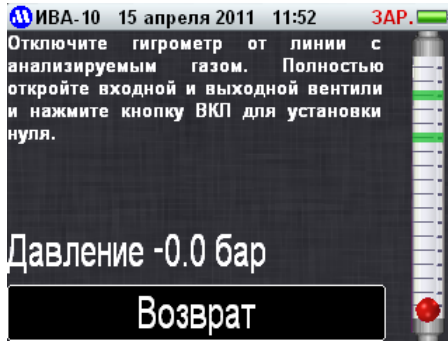 ИВА-10 15 апреля 2011 11:52 ЗАР.
Отключите гигрометр от линии с
анализируемым газом. Полностью
откройте входной и выходной вентили
и нажмите кнопку ВКЛ для установки
нуля.
Давление -0.0 бар
Возврат